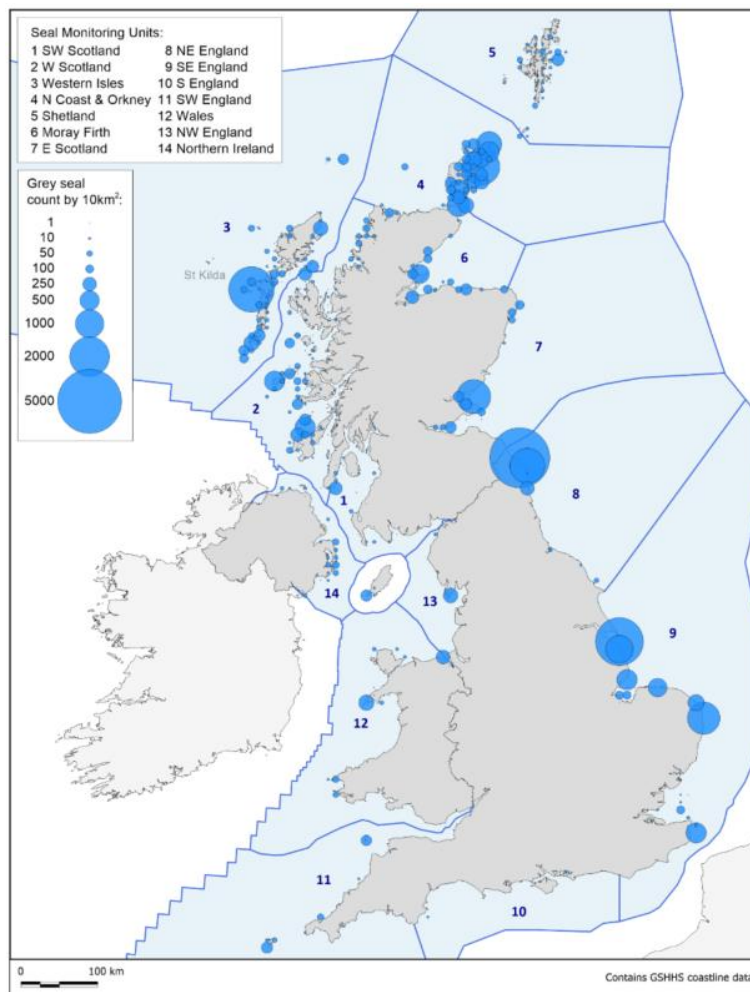 Seal Monitoring Units:
1 SW Scotland 8 NE England
2 W Scotland 9 SE England
3 Western Isles 10 S England
4 N Coast & Orkney 11 SW England
5 Shetland 12 Wales
6 Moray Firth 13 NW England
7 E Scotland 14 Northern Ireland
Grey seal
count by 10km²:
1
10
50
100
250
500
1000
2000
5000
5
4
3
St Kilda
6
7
2
8
1
14
13
9
12
11
10
0 100 km
Contains GSHHS coastline data